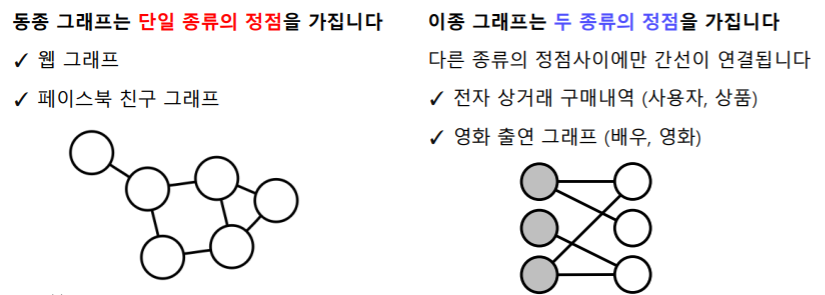 동종 그래프는 단일 종류의 정점을 가집니다
✓ 웹 그래프
✓ 페이스북 친구 그래프
이종 그래프는 두 종류의 정점을 가집니다
다른 종류의 정점사이에만 간선이 연결됩니다
✓ 전자 상거래 구매내역 (사용자, 상품)
✓ 영화 출연 그래프 (배우, 영화)